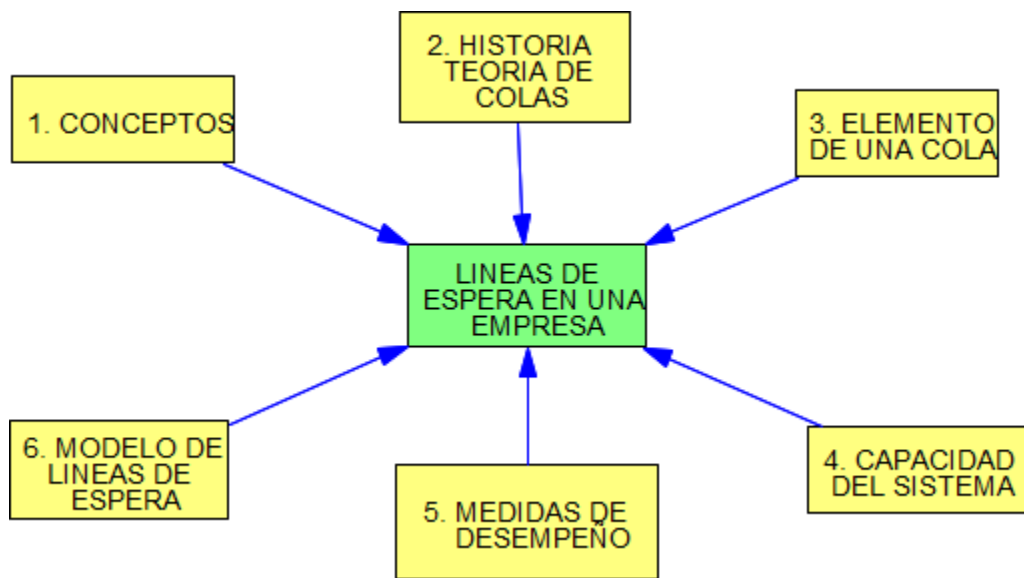 1. CONCEPTOS
2. HISTORIA
TEORIA DE
COLAS
3. ELEMENTO
DE UNA COLA
LINEAS DE
ESPERA EN UNA
EMPRESA
6. MODELO DE
LINEAS DE
ESPERA
5. MEDIDAS DE
DESEMPEÑO
4. CAPACIDAD
DEL SISTEMA